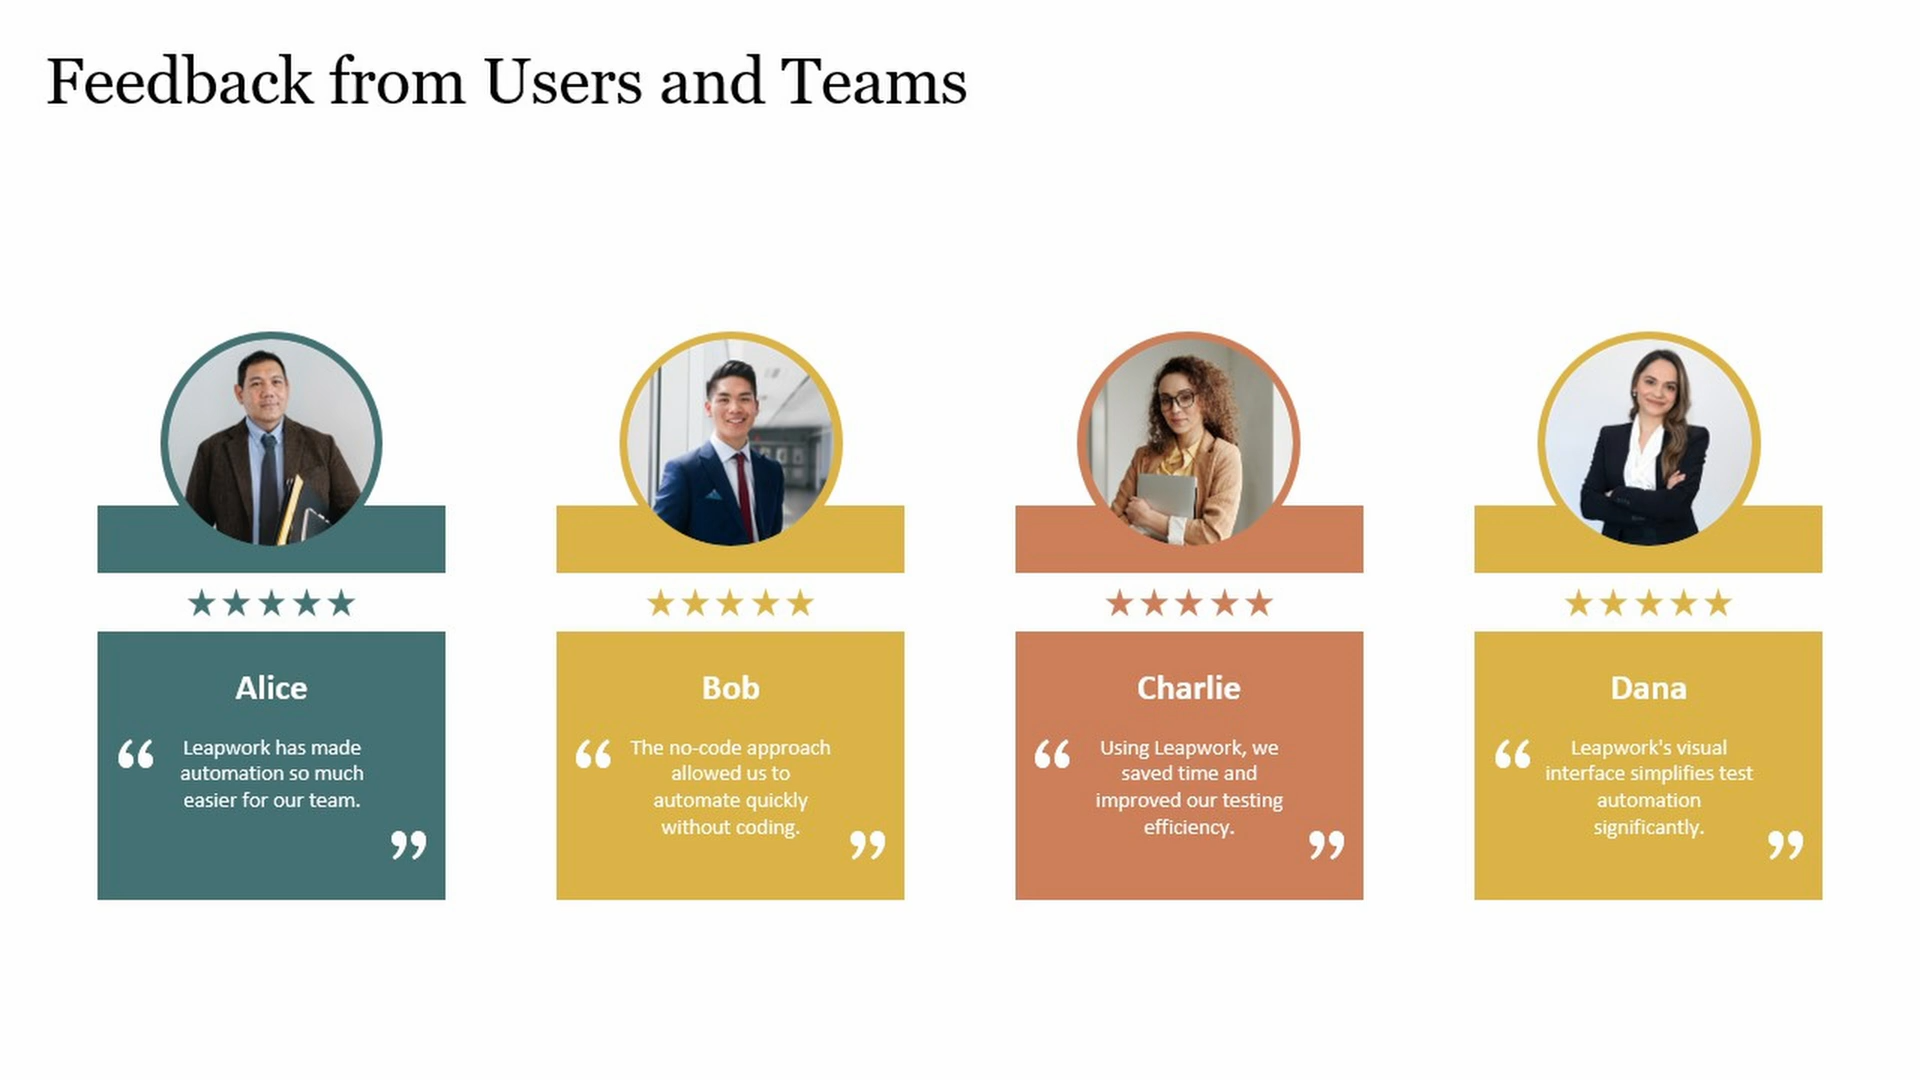 Feedback from Users and Teams
Alice
“ Leapwork has made
automation so much
easier for our team.
”
Bob
“ The no-code approach
allowed us to
automate quickly
without coding.
”
Charlie
“ Using Leapwork, we
saved time and
improved our testing
efficiency.
”
Dana
“ Leapwork's visual
interface simplifies test
automation
significantly.
”